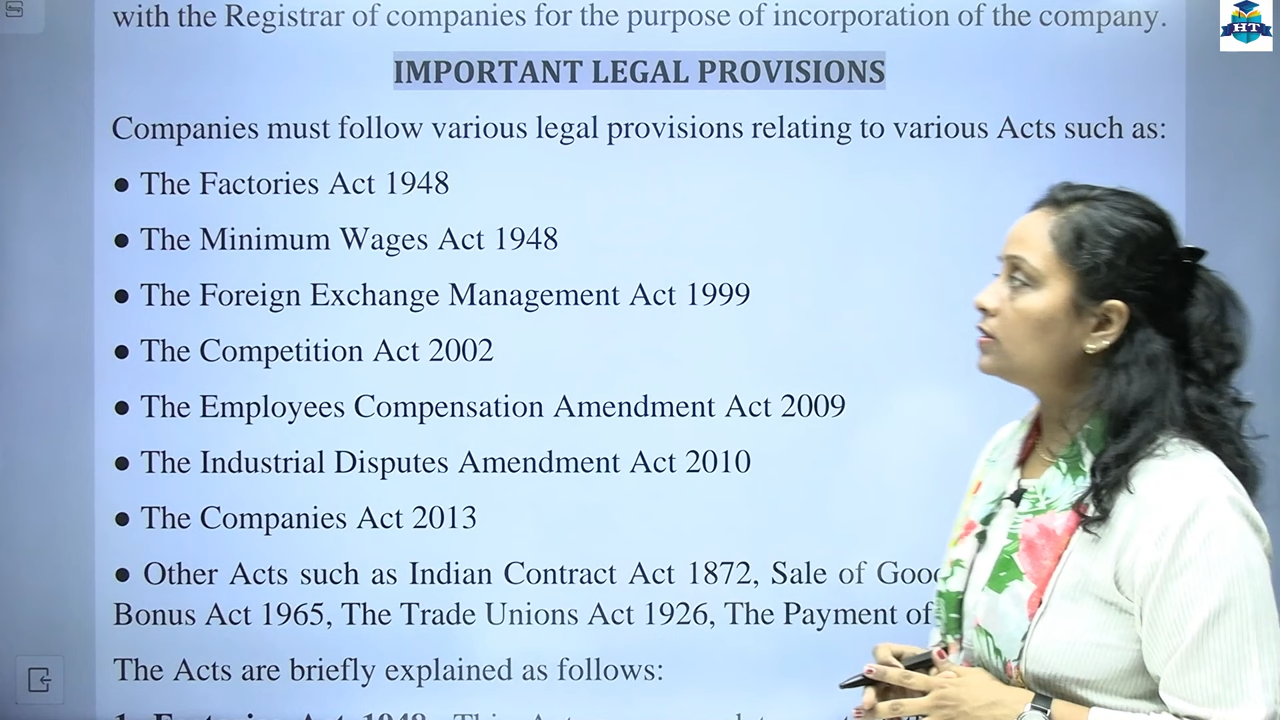 with the Registrar of companies for the purpose of incorporation of the company.
HT
IMPORTANT LEGAL PROVISIONS
Companies must follow various legal provisions relating to various Acts such as:
● The Factories Act 1948
● The Minimum Wages Act 1948
● The Foreign Exchange Management Act 1999
● The Competition Act 2002
● The Employees Compensation Amendment Act 2009
● The Industrial Disputes Amendment Act 2010
● The Companies Act 2013
● Other Acts such as Indian Contract Act 1872, Sale of
Bonus Act 1965, The Trade Unions Act 1926, The Payment of
The Acts are briefly explained as follows: